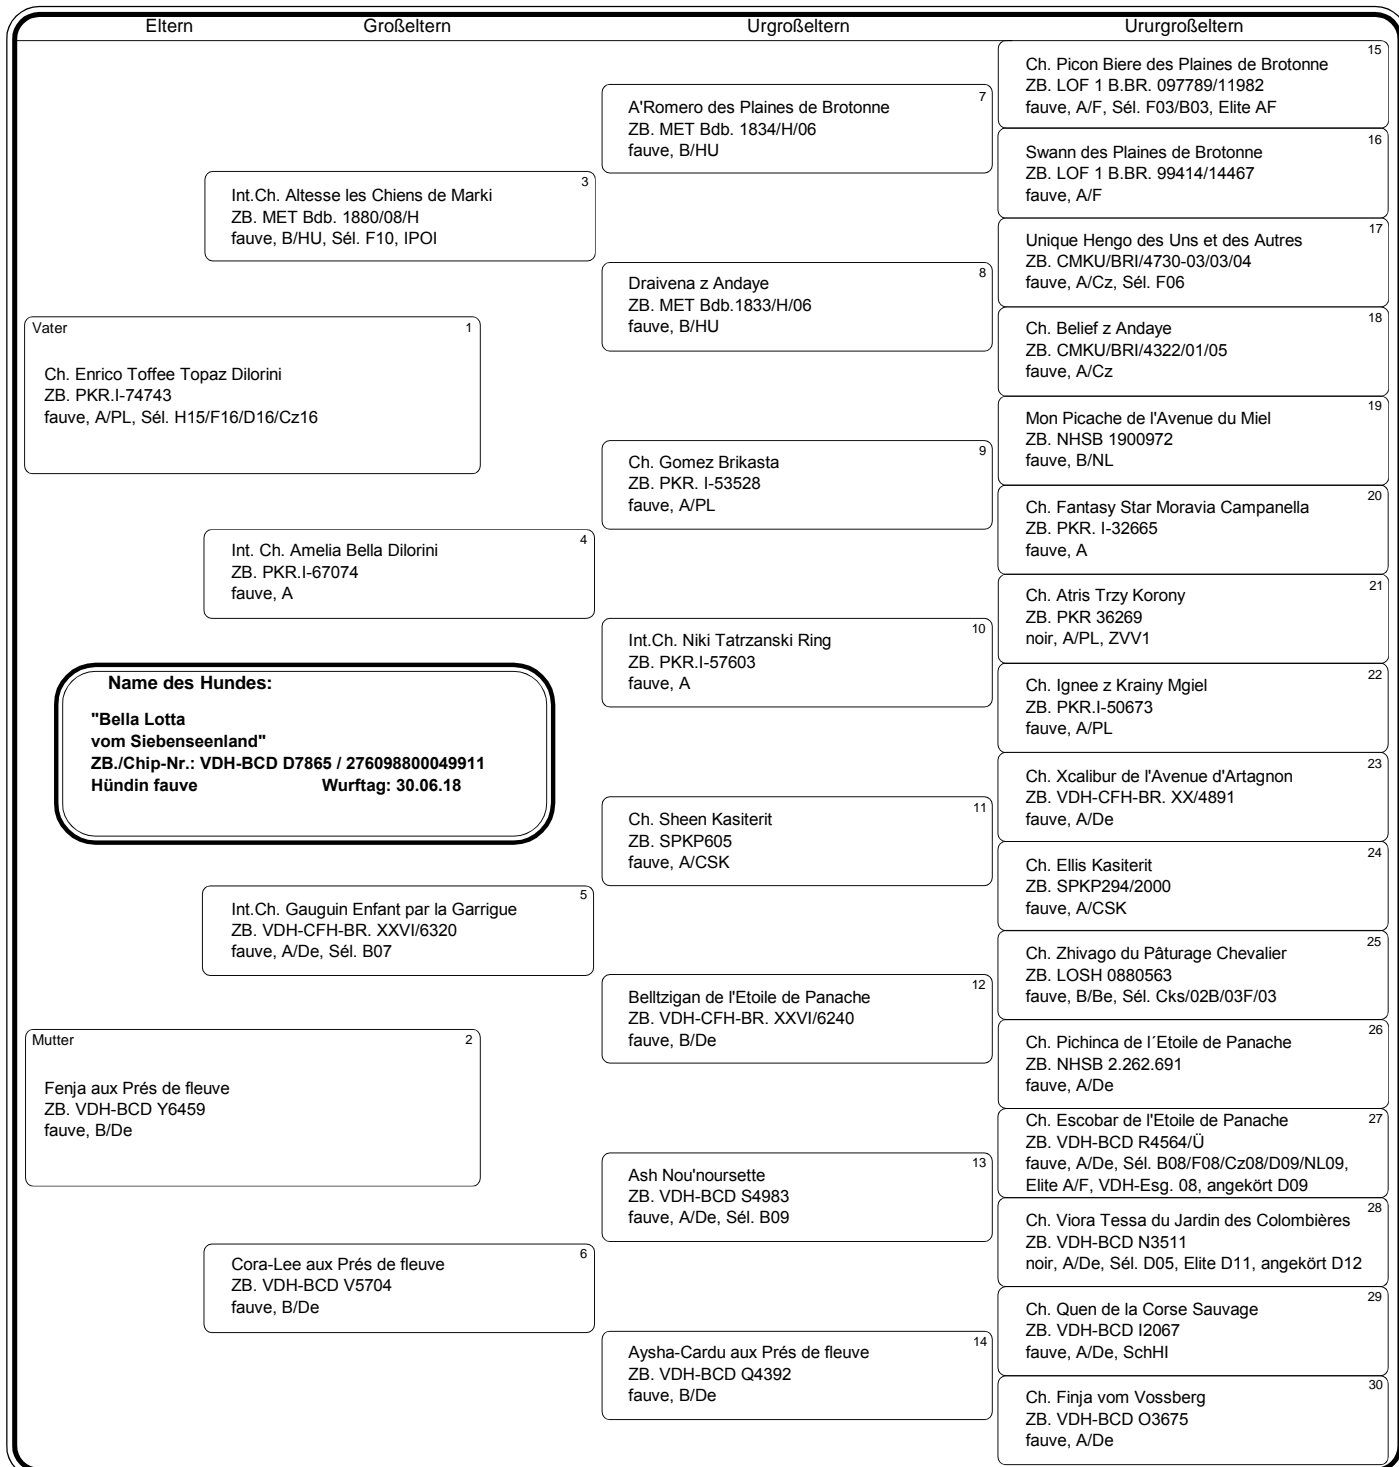 Eltern Großeltern Urgroßeltern Ururgroßeltern
Vater 1
Ch. Enrico Toffee Topaz Dilorini
ZB. PKR.I-74743
fauve, A/PL, Sél. H15/F16/D16/Cz16
Mutter 2
Fenja aux Prés de fleuve
ZB. VDH-BCD Y6459
fauve, B/De
3
Int.Ch. Altesse les Chiens de Marki
ZB. MET Bdb. 1880/08/H
fauve, B/HU, Sél. F10, IPOI
4
Int. Ch. Amelia Bella Dilorini
ZB. PKR.I-67074
fauve, A
Name des Hundes:
"Bella Lotta
vom Siebenseenland"
ZB./Chip-Nr.: VDH-BCD D7865 / 276098800049911
Hündin fauve Wurftag: 30.06.18
5
Int.Ch. Gauguin Enfant par la Garrigue
ZB. VDH-CFH-BR. XXVI/6320
fauve, A/De, Sél. B07
6
Cora-Lee aux Prés de fleuve
ZB. VDH-BCD V5704
fauve, B/De
7
A'Romero des Plaines de Brotonne
ZB. MET Bdb. 1834/H/06
fauve, B/HU
8
Draivena z Andaye
ZB. MET Bdb.1833/H/06
fauve, B/HU
9
Ch. Gomez Brikasta
ZB. PKR. I-53528
fauve, A/PL
10
Int.Ch. Niki Tatrzanski Ring
ZB. PKR.I-57603
fauve, A
11
Ch. Sheen Kasiterit
ZB. SPKP605
fauve, A/CSK
12
Belltzigan de l'Etoile de Panache
ZB. VDH-CFH-BR. XXVI/6240
fauve, B/De
13
Ash Nou'noursette
ZB. VDH-BCD S4983
fauve, A/De, Sél. B09
14
Aysha-Cardu aux Prés de fleuve
ZB. VDH-BCD Q4392
fauve, B/De
15
Ch. Picon Biere des Plaines de Brotonne
ZB. LOF 1 B.BR. 097789/11982
fauve, A/F, Sél. F03/B03, Elite AF
16
Swann des Plaines de Brotonne
ZB. LOF 1 B.BR. 99414/14467
fauve, A/F
17
Unique Hengo des Uns et des Autres
ZB. CMKU/BRI/4730-03/03/04
fauve, A/Cz, Sél. F06
18
Ch. Belief z Andaye
ZB. CMKU/BRI/4322/01/05
fauve, A/Cz
19
Mon Picache de l'Avenue du Miel
ZB. NHSB 1900972
fauve, B/NL
20
Ch. Fantasy Star Moravia Campanella
ZB. PKR. I-32665
fauve, A
21
Ch. Atris Trzy Korony
ZB. PKR 36269
noir, A/PL, ZVV1
22
Ch. Ignee z Krainy Mgiel
ZB. PKR.I-50673
fauve, A/PL
23
Ch. Xcalibur de l'Avenue d'Artagnon
ZB. VDH-CFH-BR. XX/4891
fauve, A/De
24
Ch. Ellis Kasiterit
ZB. SPKP294/2000
fauve, A/CSK
25
Ch. Zhivago du Pâturage Chevalier
ZB. LOSH 0880563
fauve, B/Be, Sél. Cks/02B/03F/03
26
Ch. Pichinca de l´Etoile de Panache
ZB. NHSB 2.262.691
fauve, A/De
27
Ch. Escobar de l'Etoile de Panache
ZB. VDH-BCD R4564/Ü
fauve, A/De, Sél. B08/F08/Cz08/D09/NL09,
Elite A/F, VDH-Esg. 08, angekört D09
28
Ch. Viora Tessa du Jardin des Colombières
ZB. VDH-BCD N3511
noir, A/De, Sél. D05, Elite D11, angekört D12
29
Ch. Quen de la Corse Sauvage
ZB. VDH-BCD I2067
fauve, A/De, SchHI
30
Ch. Finja vom Vossberg
ZB. VDH-BCD O3675
fauve, A/De